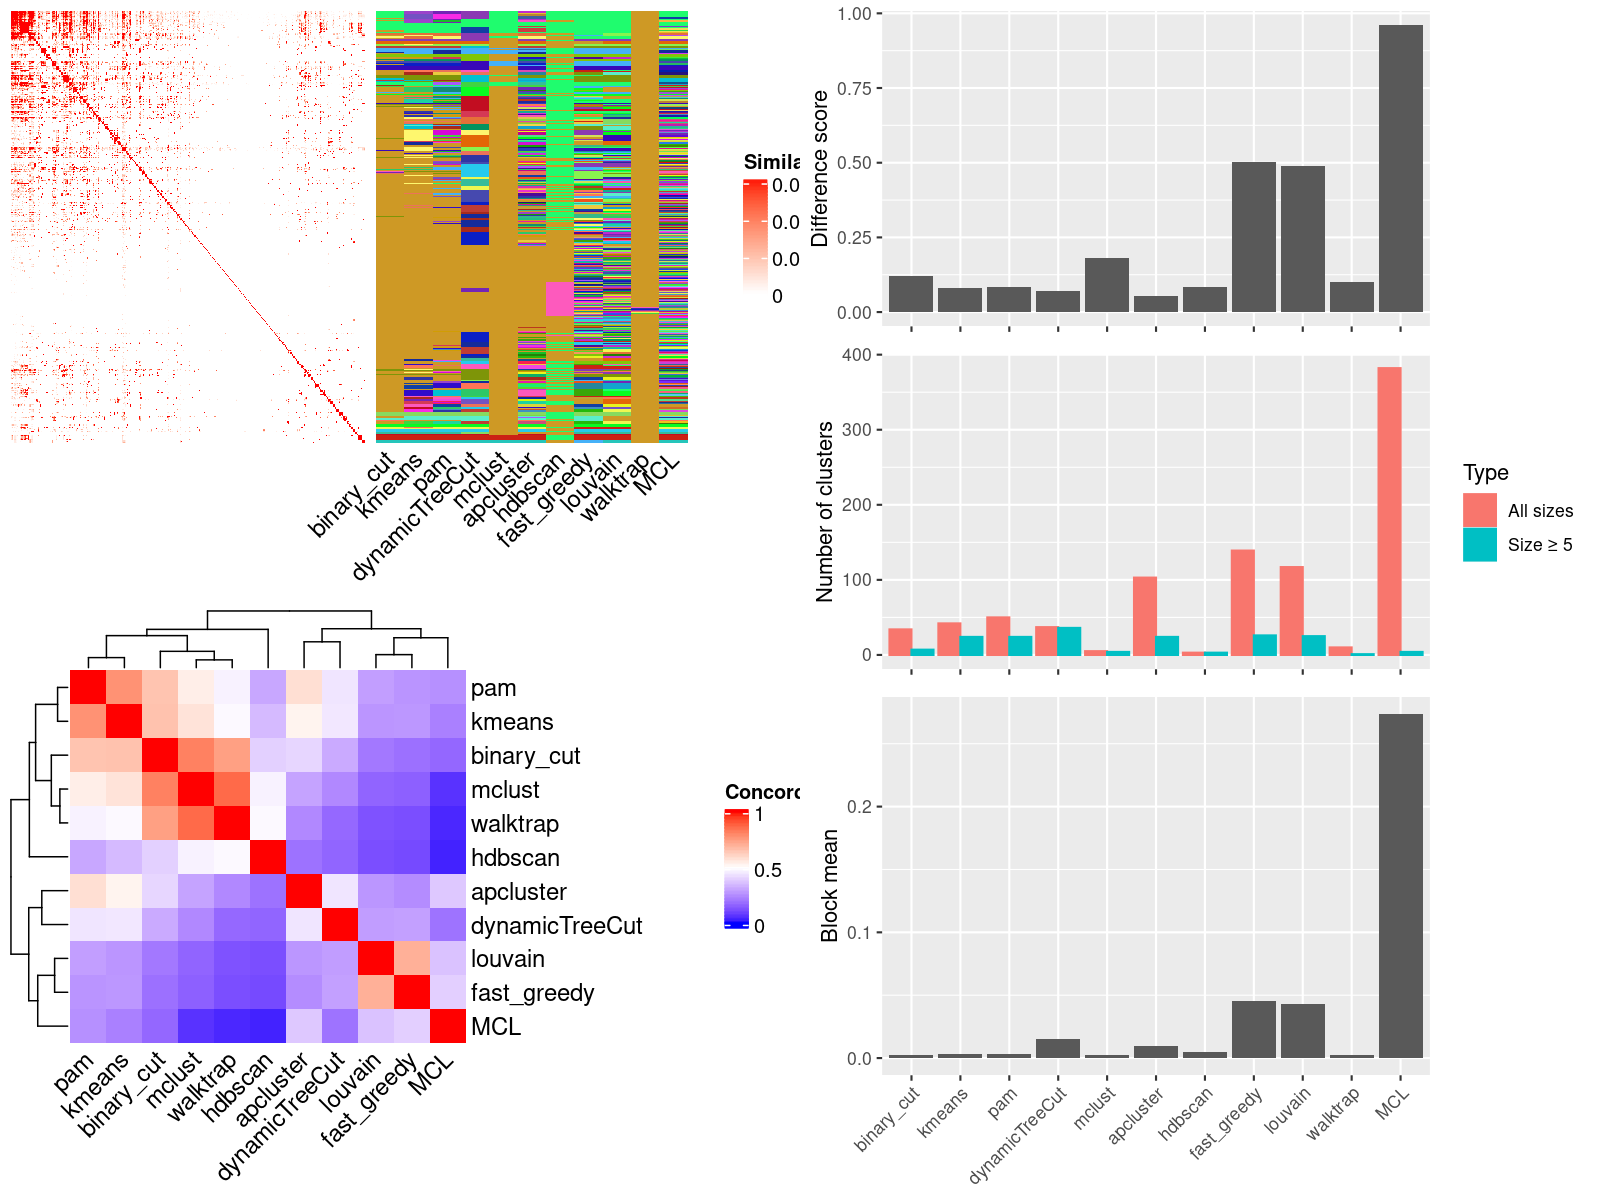 Simila
0.0
0.0
0.0
0
binary_cut
kmeans
pam
dynamicTreeCut
mclust
apcluster
hdbscan
fast_greedy
louvain
walktrap
MCL
pam
kmeans
binary_cut
mclust
walktrap
hdbscan
apcluster
dynamicTreeCut
louvain
fast_greedy
MCL
pam
kmeans
binary_cut
mclust
walktrap
hdbscan
apcluster
dynamicTreeCut
louvain
fast_greedy
MCL
Concord
1
0.5
0
Difference score
1.00
0.75
0.50
0.25
0.00
Number of clusters
400
300
200
100
0
Type
All sizes
Size ≥ 5
Block mean
0.2
0.1
0.0
binary_cut
kmeans
pam
dynamicTreeCut
mclust
apcluster
hdbscan
fast_greedy
louvain
walktrap
MCL